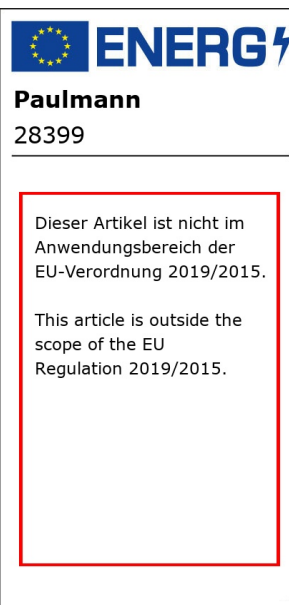 ENERG
Paulmann
28399
Dieser Artikel ist nicht im
Anwendungsbereich der
EU-Verordnung 2019/2015.
This article is outside the
scope of the EU
Regulation 2019/2015.